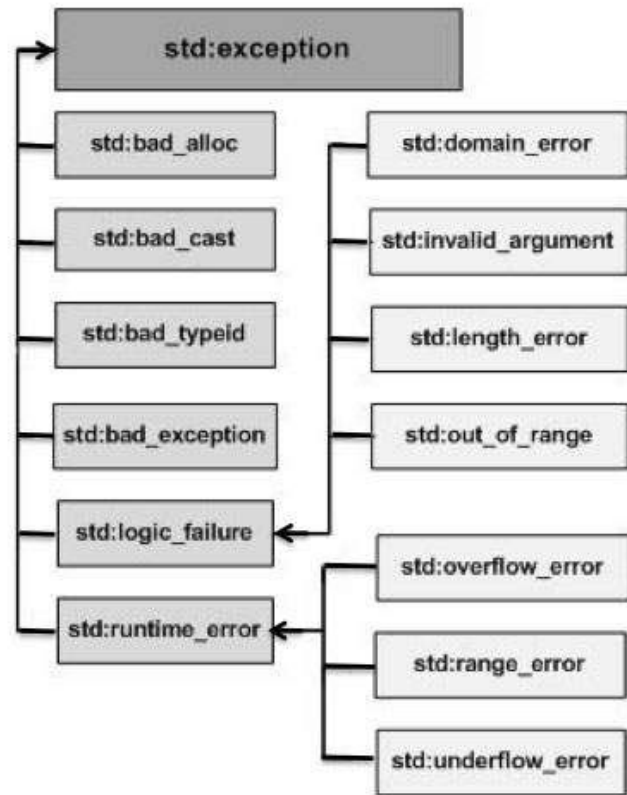 std:exception
std:bad_alloc
std:bad_cast
std:bad_typeid
std:bad_exception
std:logic_failure
std:runtime_error
std:domain_error
std:invalid_argument
std:length_error
std:out_of_range
std:overflow_error
std:range_error
std:underflow_error